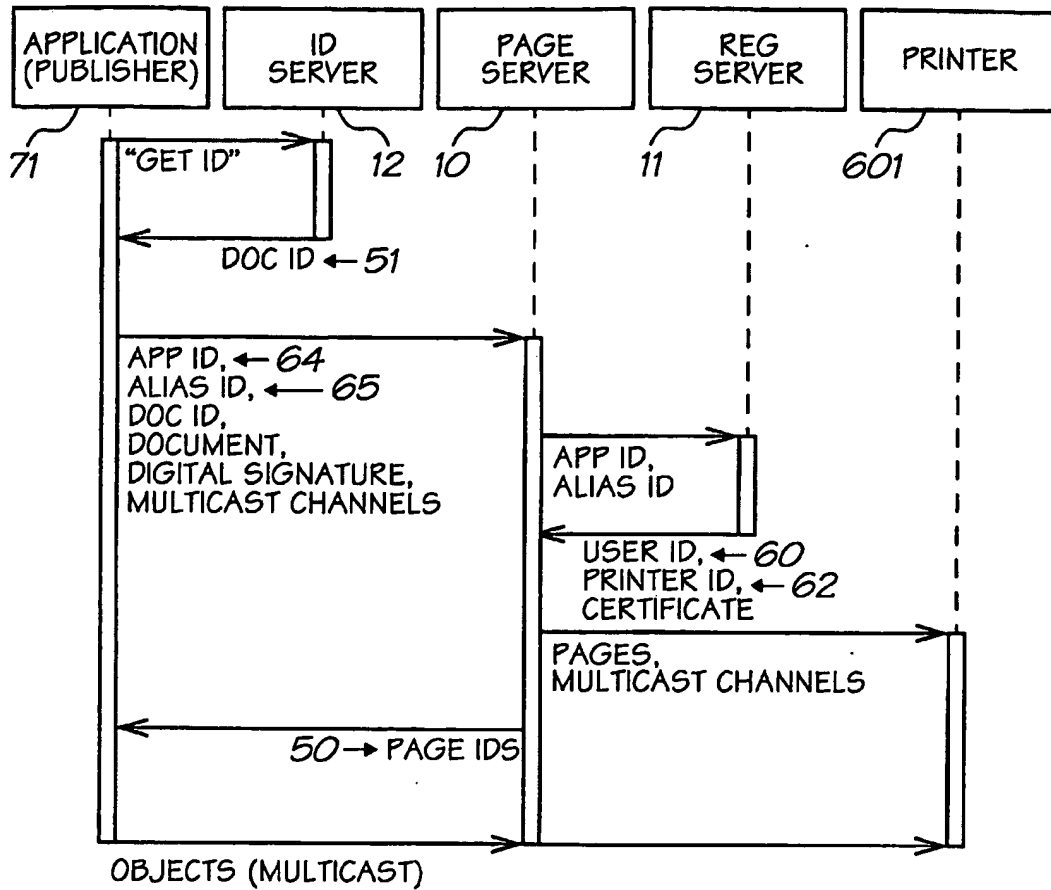 APPLICATION
(PUBLISHER)
ID
SERVER
PAGE
SERVER
REG
SERVER
PRINTER
71
12
10
11
601
"GET ID"
DOC ID ← 51
APP ID, ← 64
ALIAS ID, ← 65
DOC ID,
DOCUMENT,
DIGITAL SIGNATURE,
MULTICAST CHANNELS
APP ID,
ALIAS ID
USER ID, ← 60
PRINTER ID, ← 62
CERTIFICATE
PAGES,
MULTICAST CHANNELS
50 → PAGE IDS
OBJECTS (MULTICAST)